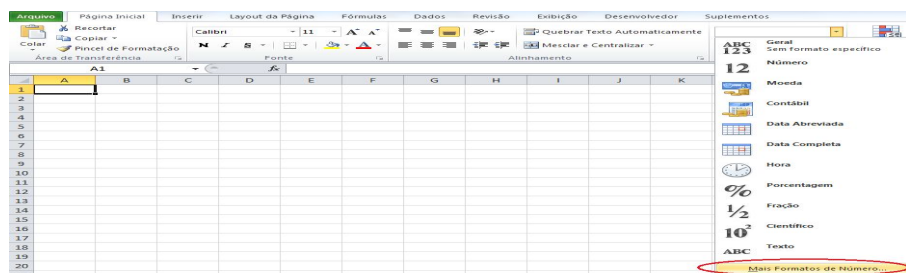 Arquivo Página Inicial Inserir Layout da Página Fórmulas Dados Revisão Exibição Desenvolvedor Suplementos
Colar
Recortar
Copiar
Pincel de Formatação
Área de Transferência
Calibri 11 A A
N I S A
Fonte
Quebrar Texto Automaticamente
Mesclar e Centralizar
Alinhamento
A1 fx
A B C D E F G H I J K
1
2
3
4
5
6
7
8
9
10
11
12
13
14
15
16
17
18
19
20
ABC 123 Geral
Sem formato específico
12 Número
Moeda
Contábil
Data Abreviada
Data Completa
Hora
% Porcentagem
1/2 Fração
10² Científico
ABC Texto
Mais Formatos de Número...